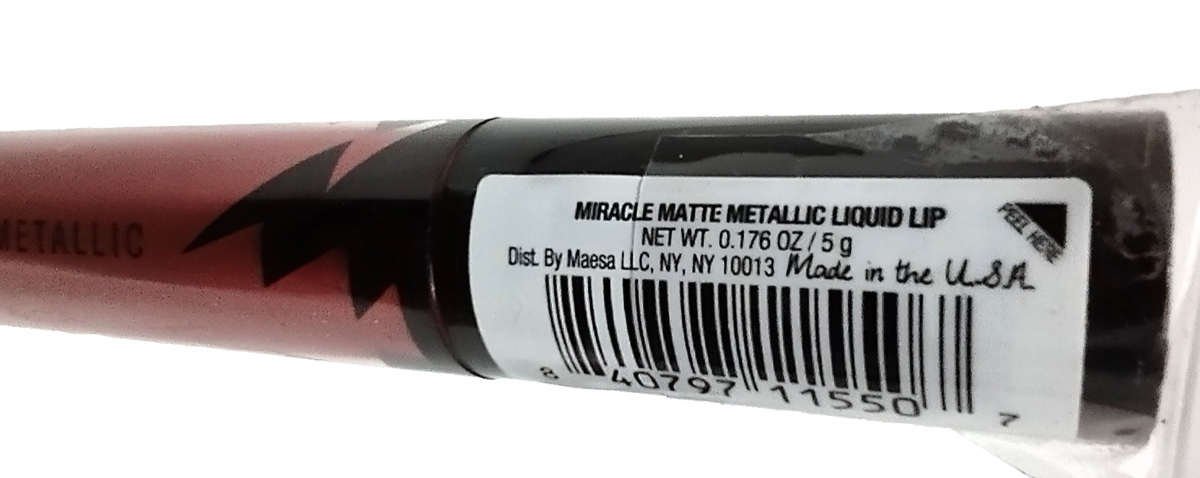 METALLIC
MIRACLE MATTE METALLIC LIQUID LIP
NET WT. 0.176 OZ / 5 g
Dist. By Maesa LLC, NY, NY 10013 Made in the U.S.A
PEEL HERE
8 40797 11550 7